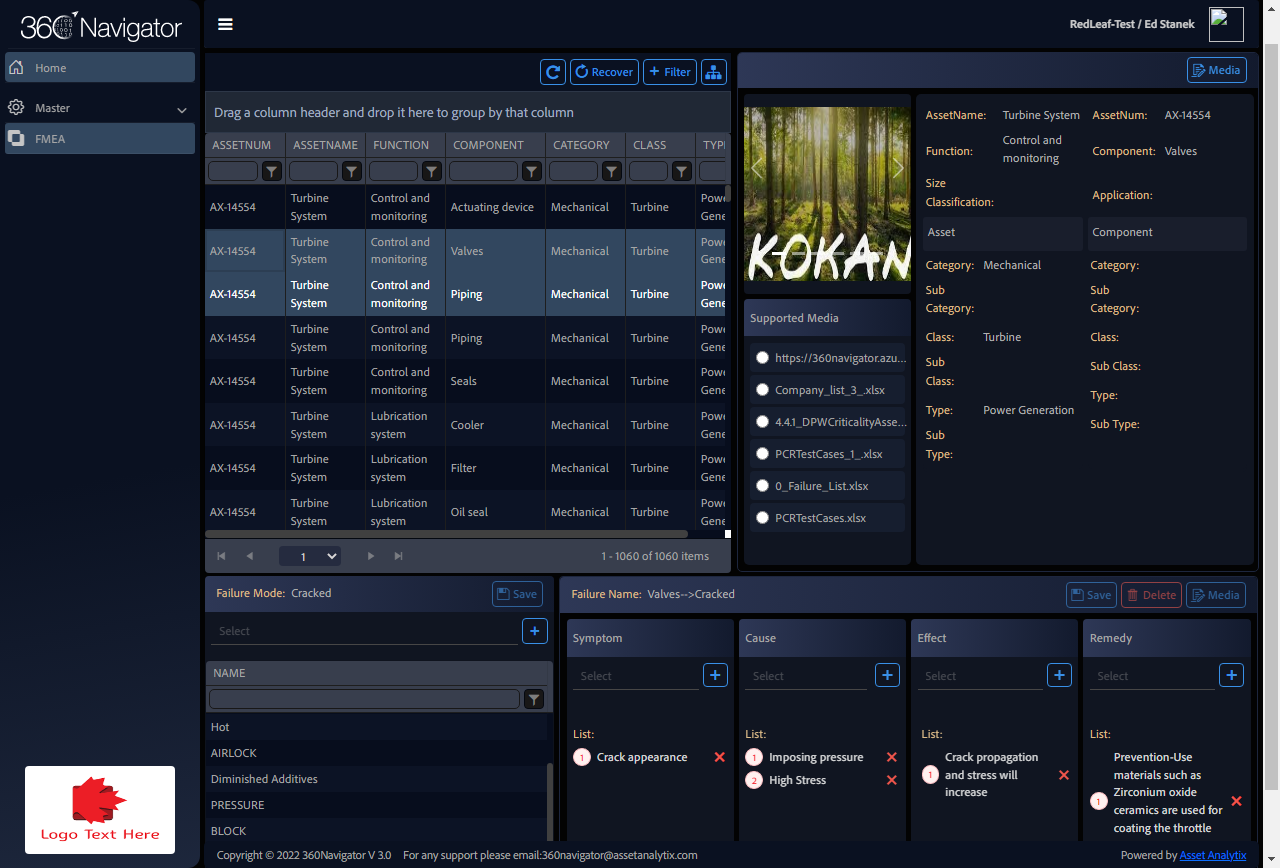 360 Navigator
RedLeaf-Test / Ed Stanek
Home
Master
FMEA
Recover
+ Filter
Media
Drag a column header and drop it here to group by that column
ASSETNUM ASSETNAME FUNCTION COMPONENT CATEGORY CLASS TYPE
AX-14554 Turbine System Control and monitoring Actuating device Mechanical Turbine Powe Gene
AX-14554 Turbine System Control and monitoring Valves Mechanical Turbine Powe Gene
AX-14554 Turbine System Control and monitoring Piping Mechanical Turbine Powe Gene
AX-14554 Turbine System Control and monitoring Piping Mechanical Turbine Powe Gene
AX-14554 Turbine System Control and monitoring Seals Mechanical Turbine Powe Gene
AX-14554 Turbine System Lubrication system Cooler Mechanical Turbine Powe Gene
AX-14554 Turbine System Lubrication system Filter Mechanical Turbine Powe Gene
AX-14554 Turbine System Lubrication system Oil seal Mechanical Turbine Powe Gene
1
1 - 1060 of 1060 items
KOKAN
Supported Media
https://360navigator.azu...
Company_list_3_.xlsx
4.4.1_DPWCriticalityAsse...
PCRTestCases_1_.xlsx
0_Failure_List.xlsx
PCRTestCases.xlsx
AssetName: Turbine System AssetNum: AX-14554
Function: Control and monitoring Component: Valves
Size Classification: Application:
Asset Component
Category: Mechanical Category:
Sub Category: Sub Category:
Class: Turbine Class:
Sub Class: Sub Class:
Type: Power Generation Type:
Sub Type: Sub Type:
Failure Mode: Cracked
Save
Select
+
NAME
Hot
AIRLOCK
Diminished Additives
PRESSURE
BLOCK
Failure Name: Valves-->Cracked
Save Delete Media
Symptom
Select +
List:
1 Crack appearance
Cause
Select +
List:
1 Imposing pressure
2 High Stress
Effect
Select +
List:
1 Crack propagation
and stress will
increase
Remedy
Select +
List:
1 Prevention-Use
materials such as
Zirconium oxide
ceramics are used for
coating the throttle
Logo Text Here
Copyright © 2022 360Navigator V 3.0 For any support please email:360navigator@assetanalytix.com
Powered by Asset Analytix